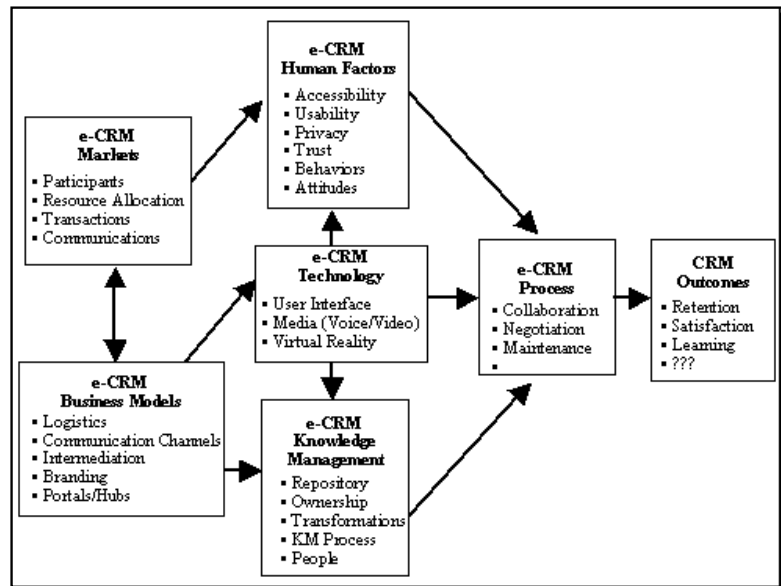 e-CRM
Human Factors
▪ Accessibility
▪ Usability
▪ Privacy
▪ Trust
▪ Behaviors
▪ Attitudes
e-CRM
Markets
▪ Participants
▪ Resource Allocation
▪ Transactions
▪ Communications
e-CRM
Technology
▪ User Interface
▪ Media (Voice/Video)
▪ Virtual Reality
e-CRM
Process
▪ Collaboration
▪ Negotiation
▪ Maintenance
▪
CRM
Outcomes
▪ Retention
▪ Satisfaction
▪ Learning
▪ ???
e-CRM
Business Models
▪ Logistics
▪ Communication Channels
▪ Intermediation
▪ Branding
▪ Portals/Hubs
e-CRM
Knowledge
Management
▪ Repository
▪ Ownership
▪ Transformations
▪ KM Process
▪ People